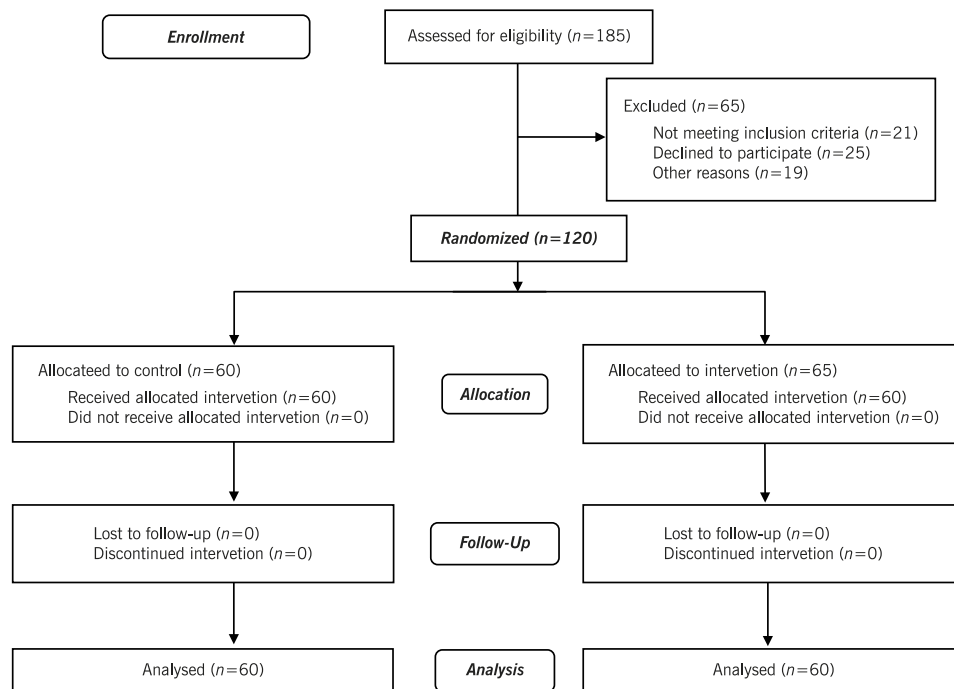 Enrollment
Assessed for eligibility (n=185)
Excluded (n=65)
Not meeting inclusion criteria (n=21)
Declined to participate (n=25)
Other reasons (n=19)
Randomized (n=120)
Allocateed to control (n=60)
Received allocated intervention (n=60)
Did not receive allocated intervention (n=0)
Allocation
Allocateed to intervention (n=65)
Received allocated intervention (n=60)
Did not receive allocated intervention (n=0)
Lost to follow-up (n=0)
Discontinued intervetion (n=0)
Follow-Up
Lost to follow-up (n=0)
Discontinued intervetion (n=0)
Analysed (n=60)
Analysis
Analysed (n=60)